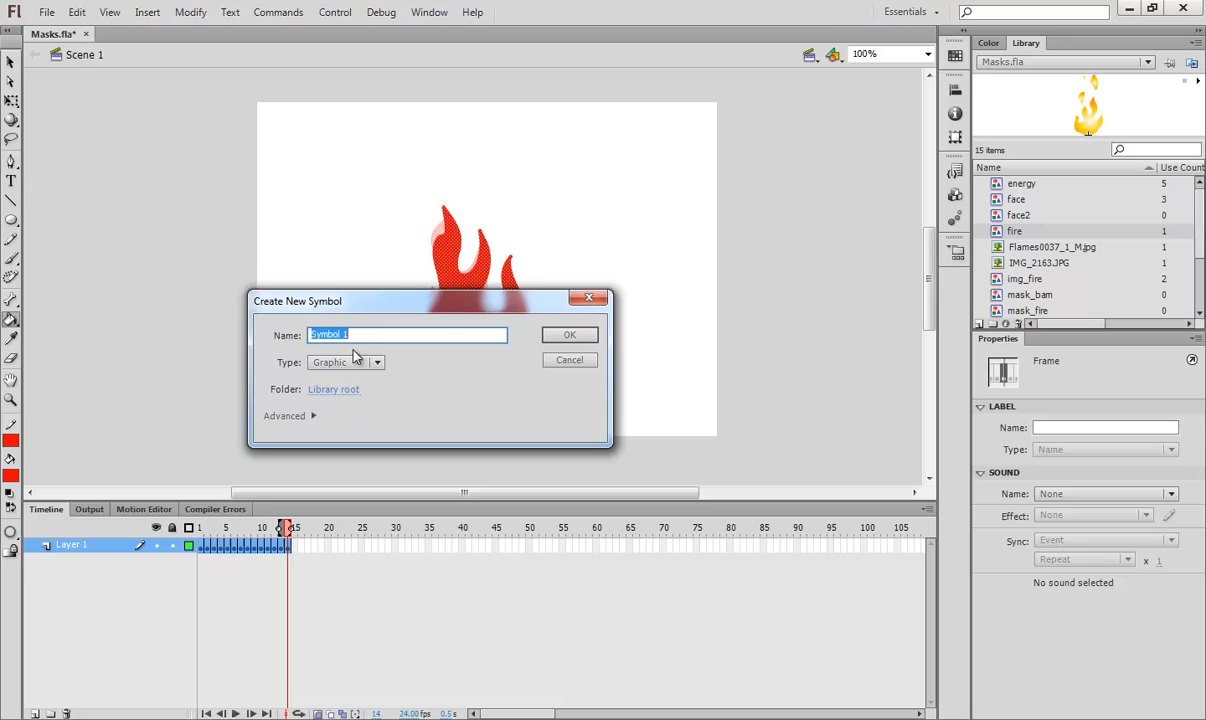 Fl File Edit View Insert Modify Text Commands Control Debug Window Help Essentials
Masks.fla* ×
Scene 1 100%
Color Library
Masks.fla
15 items
Name Use Count
energy 5
face 3
face2 0
fire 1
Flames0037_1_M.jpg 1
IMG_2163.JPG 1
img_fire 2
mask_bam 0
mask_fire 1
Create New Symbol
Name: Symbol 1 OK
Type: Graphic Cancel
Folder: Library root
Advanced
Properties
Frame
LABEL
Name:
Type: Name
SOUND
Name: None
Effect: None
Sync: Event
Repeat x 1
No sound selected
Timeline Output Motion Editor Compiler Errors
1 5 10 15 20 25 30 35 40 45 50 55 60 65 70 75 80 85 90 95 100 105
Layer 1
14 24.00 fps 0.5 s